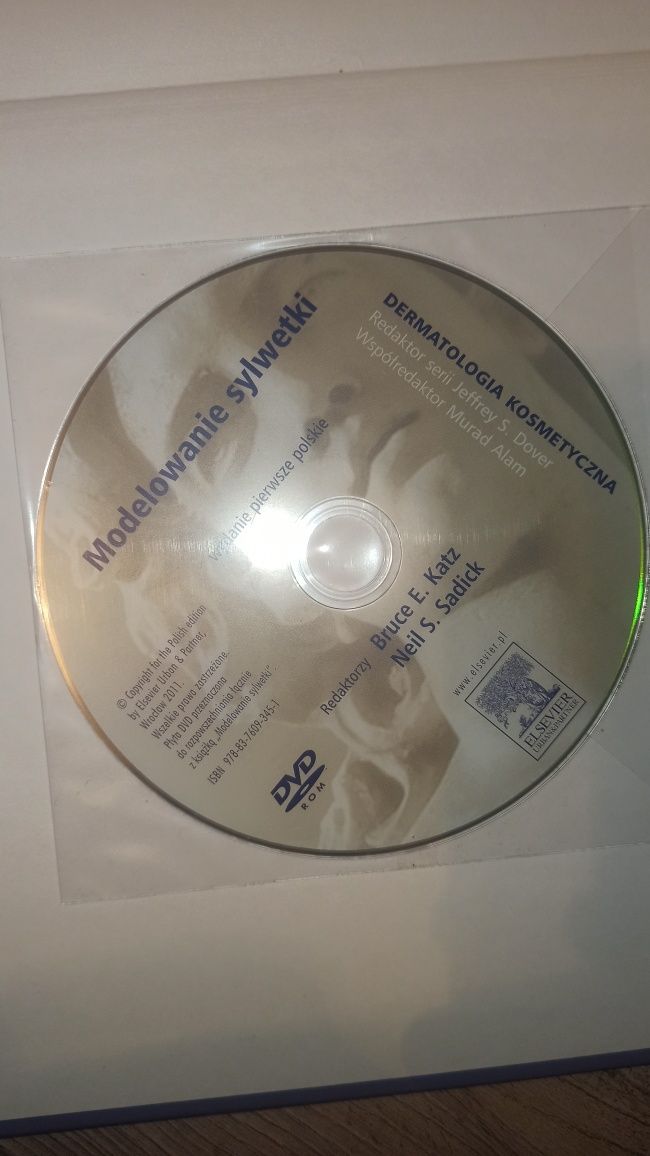 Modelowanie sylwetki
Wydanie pierwsze polskie
DERMATOLOGIA KOSMETYCZNA
Redaktor serii Jeffrey S. Dover
Współredaktor Murad Alam
Redaktorzy Bruce E. Katz
Neil S. Sadick
© Copyright for the Polish edition
by Elsevier Urban & Partner,
Wrocław 2011.
Wszelkie prawa zastrzeżone.
Płyta DVD przeznaczona
do rozpowszechniania łącznie
z książką „Modelowanie sylwetki".
ISBN 978-83-7609-345-1
DVD
ROM
www.elsevier.pl
ELSEVIER
URBAN&PARTNER